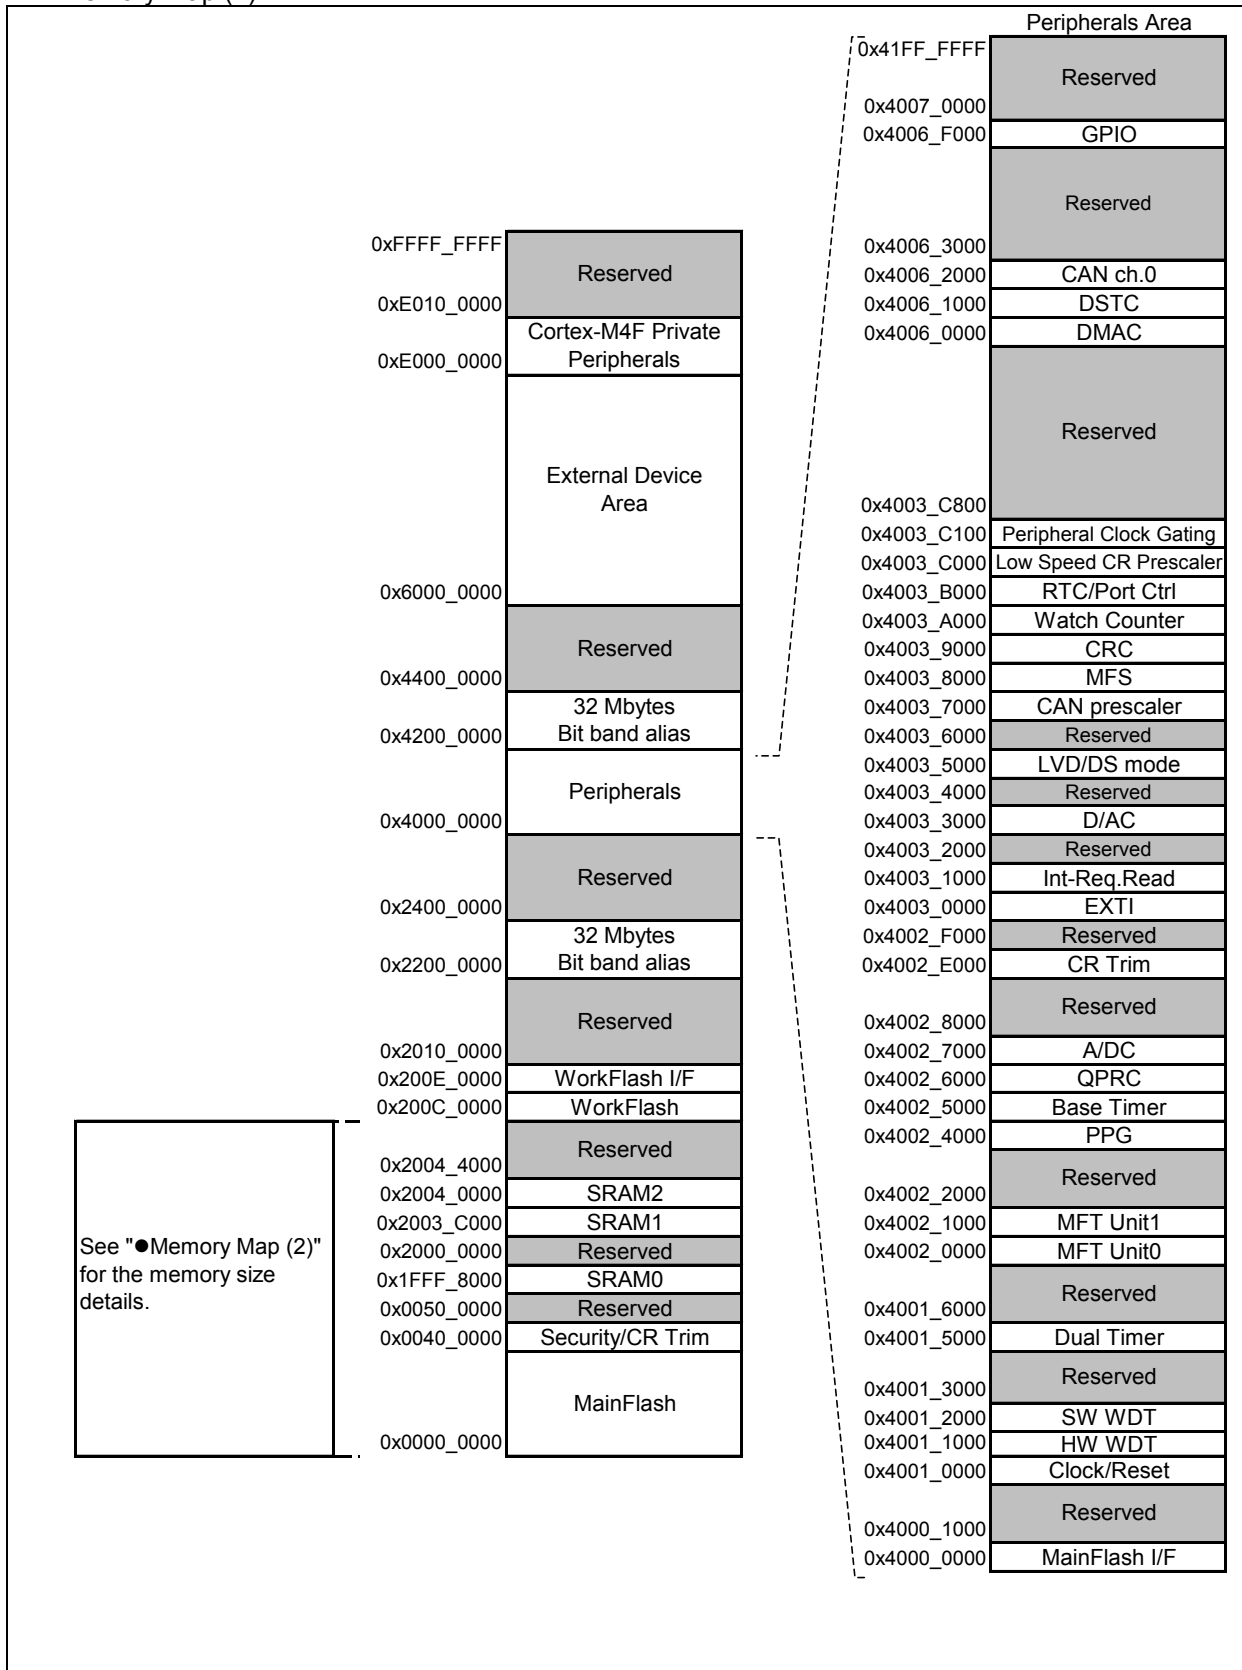 Peripherals Area
0x41FF_FFFF
Reserved
0x4007_0000
0x4006_F000 GPIO
Reserved
0x4006_3000
0x4006_2000 CAN ch.0
0x4006_1000 DSTC
0x4006_0000 DMAC
Reserved
0x4003_C800
0x4003_C100 Peripheral Clock Gating
0x4003_C000 Low Speed CR Prescaler
0x4003_B000 RTC/Port Ctrl
0x4003_A000 Watch Counter
0x4003_9000 CRC
0x4003_8000 MFS
0x4003_7000 CAN prescaler
0x4003_6000 Reserved
0x4003_5000 LVD/DS mode
0x4003_4000 Reserved
0x4003_3000 D/AC
0x4003_2000 Reserved
0x4003_1000 Int-Req.Read
0x4003_0000 EXTI
0x4002_F000 Reserved
0x4002_E000 CR Trim
Reserved
0x4002_8000
0x4002_7000 A/DC
0x4002_6000 QPRC
0x4002_5000 Base Timer
0x4002_4000 PPG
Reserved
0x4002_2000
0x4002_1000 MFT Unit1
0x4002_0000 MFT Unit0
Reserved
0x4001_6000
0x4001_5000 Dual Timer
Reserved
0x4001_3000
0x4001_2000 SW WDT
0x4001_1000 HW WDT
0x4001_0000 Clock/Reset
Reserved
0x4000_1000
0x4000_0000 MainFlash I/F
0xFFFF_FFFF
Reserved
0xE010_0000
Cortex-M4F Private
0xE000_0000 Peripherals
External Device
Area
0x6000_0000
Reserved
0x4400_0000
32 Mbytes
0x4200_0000 Bit band alias
Peripherals
0x4000_0000
Reserved
0x2400_0000
32 Mbytes
0x2200_0000 Bit band alias
Reserved
0x2010_0000
0x200E_0000 WorkFlash I/F
0x200C_0000 WorkFlash
Reserved
0x2004_4000
0x2004_0000 SRAM2
0x2003_C000 SRAM1
0x2000_0000 Reserved
0x1FFF_8000 SRAM0
0x0050_0000 Reserved
0x0040_0000 Security/CR Trim
MainFlash
0x0000_0000
See "●Memory Map (2)"
for the memory size
details.